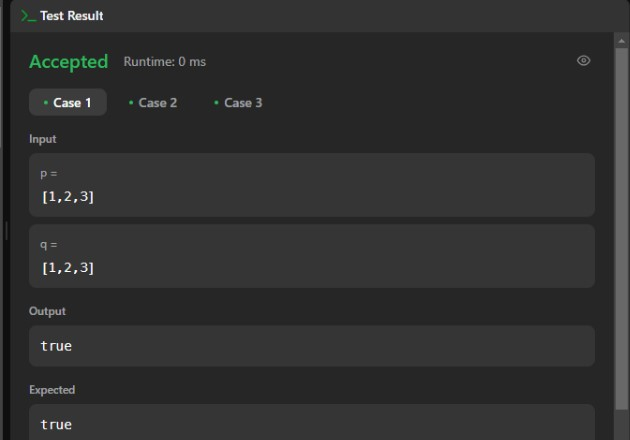 Test Result
Accepted Runtime: 0 ms
Case 1 Case 2 Case 3
Input
p =
[1,2,3]
q =
[1,2,3]
Output
true
Expected
true